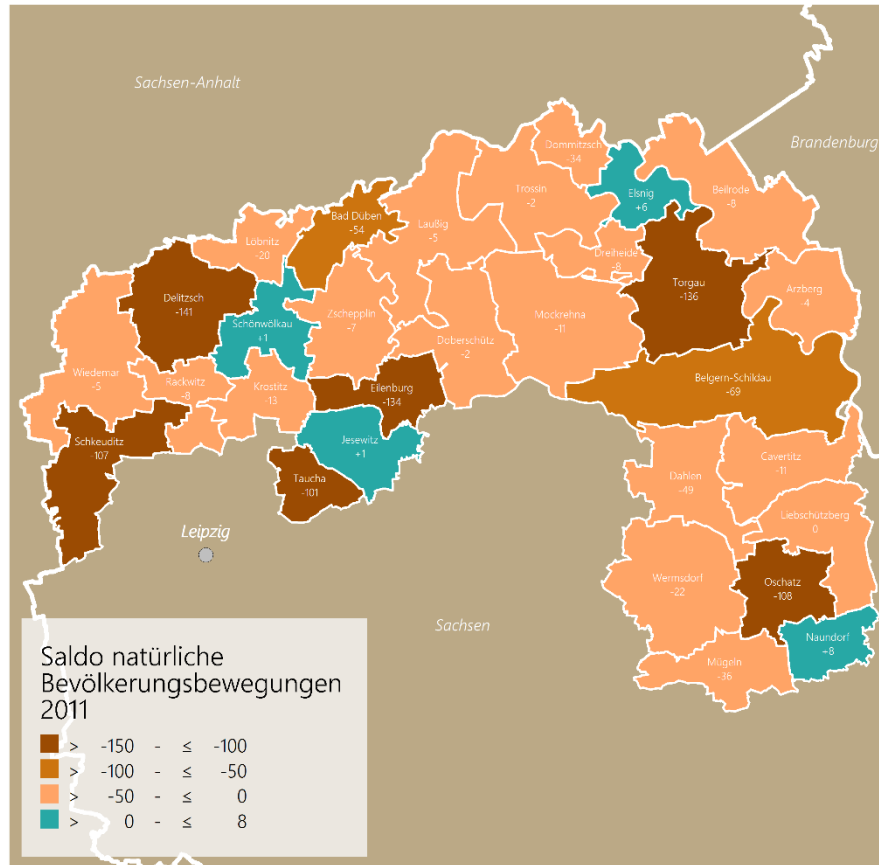 Sachsen-Anhalt
Brandenburg
Dommitzsch
-34
Elsnig
+6
Beilrode
-8
Trossin
-2
Bad Düben
-54
Laußig
-5
Löbnitz
-20
Dreiheide
-8
Torgau
-136
Arzberg
-4
Delitzsch
-141
Schönwölkau
+1
Zschepplin
-7
Mockrehna
-11
Doberschütz
-2
Wiedemar
-5
Rackwitz
-8
Krostitz
13
Eilenburg
-134
Belgern-Schildau
-69
Schkeuditz
-107
Jesewitz
+1
Taucha
-101
Cavertitz
-11
Dahlen
-49
Liebschützberg
0
Leipzig
Wermsdorf
-22
Oschatz
-108
Sachsen
Naundorf
+8
Mügeln
-36
Saldo natürliche
Bevölkerungsbewegungen
2011
> -150 - ≤ -100
> -100 - ≤ -50
> -50 - ≤ 0
> 0 - ≤ 8